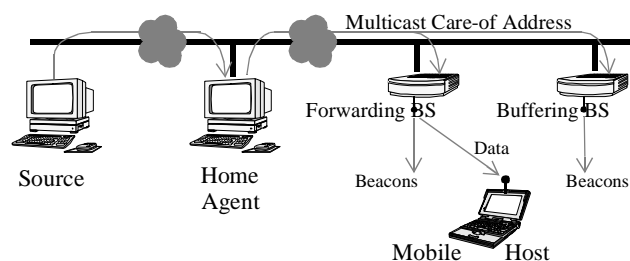 Multicast Care-of Address
Forwarding BS
Buffering BS
Source
Home
Agent
Data
Beacons
Beacons
Mobile Host